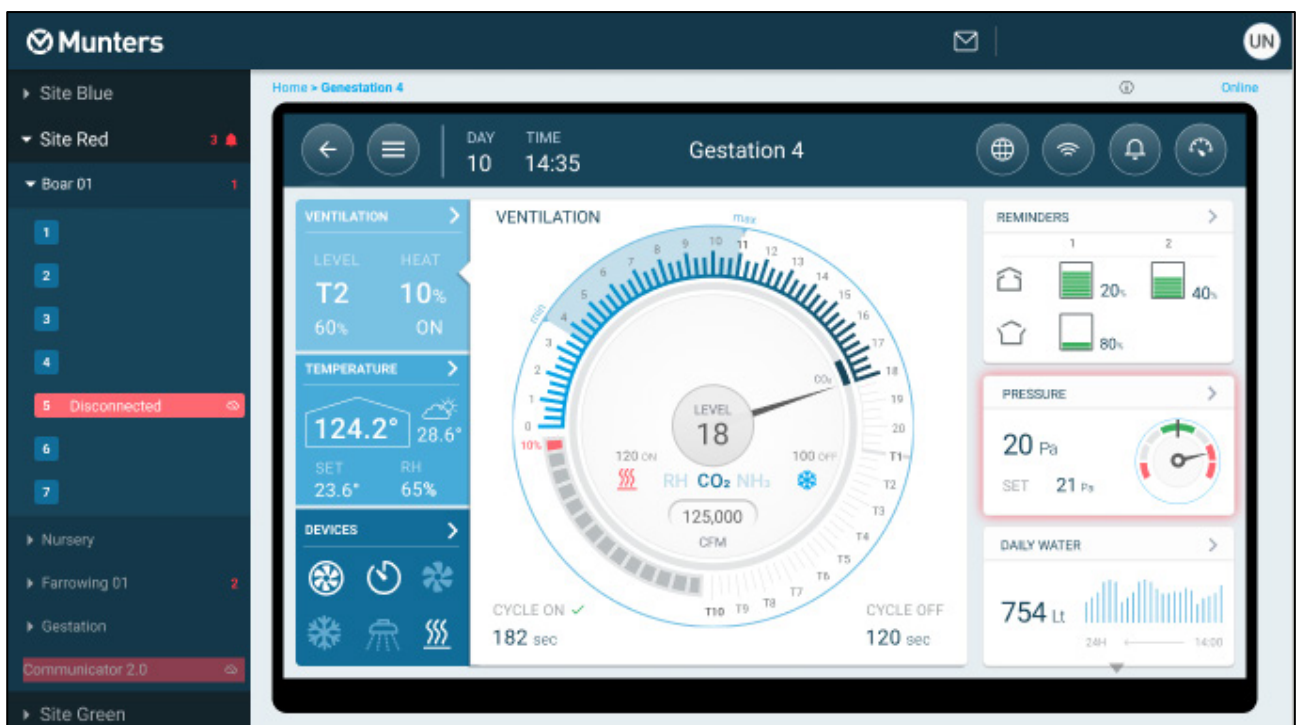 Munters
UN
Site Blue
Site Red 3
Boar 01 1
1
2
3
4
5 Disconnected
6
7
Nursery
Farrowing 01 2
Gestation
Communicator 2.0
Site Green
Home > Genestation 4
Online
DAY TIME
10 14:35
Gestation 4
VENTILATION
LEVEL HEAT
T2 10%
60% ON
TEMPERATURE
124.2° 28.6°
SET RH
23.6° 65%
DEVICES
VENTILATION
min
max
0
1
2
3
4
5
6
7
8
9
10
11
12
13
14
15
16
17
18
19
20
T1
T2
T3
T4
T5
T6
T7
T8
T9
T10
10%
CO₂
LEVEL
18
120 ON
100 OFF
RH CO₂ NH₃
125,000
CFM
CYCLE ON
182 sec
CYCLE OFF
120 sec
REMINDERS
1 2
20% 40%
80%
PRESSURE
20 Pa
SET 21 Pa
DAILY WATER
754 Lt
24H 14:00